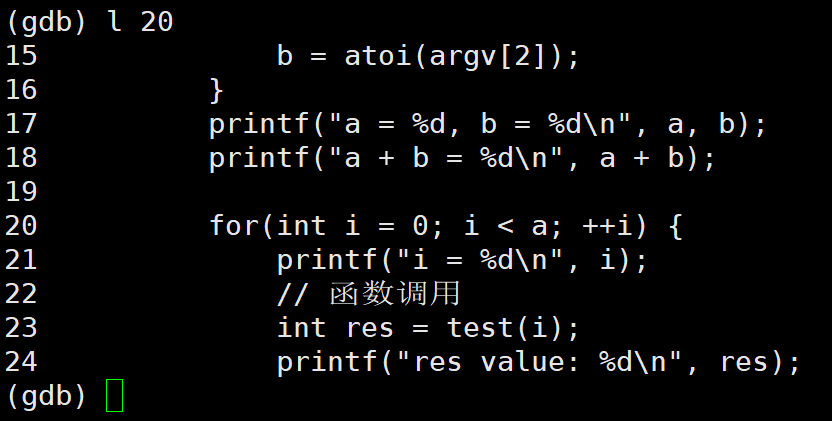 (gdb) l 20
15              b = atoi(argv[2]);
16          }
17          printf("a = %d, b = %d\n", a, b);
18          printf("a + b = %d\n", a + b);
19
20          for(int i = 0; i < a; ++i) {
21              printf("i = %d\n", i);
22              // 函数调用
23              int res = test(i);
24              printf("res value: %d\n", res);
(gdb)